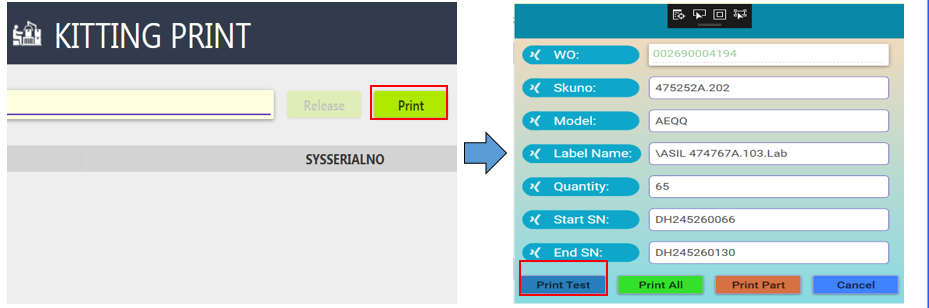 KITTING PRINT
Release
Print
SYSSERIALNO
WO: 002690004194
Skuno: 475252A.202
Model: AEQQ
Label Name: \ASIL 474767A.103.Lab
Quantity: 65
Start SN: DH245260066
End SN: DH245260130
Print Test Print All Print Part Cancel